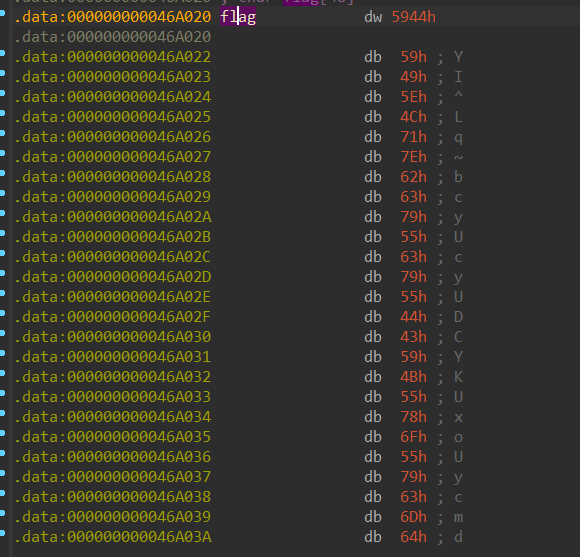 .data:000000000046A020 flag dw 5944h
.data:000000000046A020
.data:000000000046A022 db 59h ; Y
.data:000000000046A023 db 49h ; I
.data:000000000046A024 db 5Eh ; ^
.data:000000000046A025 db 4Ch ; L
.data:000000000046A026 db 71h ; q
.data:000000000046A027 db 7Eh ; ~
.data:000000000046A028 db 62h ; b
.data:000000000046A029 db 63h ; c
.data:000000000046A02A db 79h ; y
.data:000000000046A02B db 55h ; U
.data:000000000046A02C db 63h ; c
.data:000000000046A02D db 79h ; y
.data:000000000046A02E db 55h ; U
.data:000000000046A02F db 44h ; D
.data:000000000046A030 db 43h ; C
.data:000000000046A031 db 59h ; Y
.data:000000000046A032 db 4Bh ; K
.data:000000000046A033 db 55h ; U
.data:000000000046A034 db 78h ; x
.data:000000000046A035 db 6Fh ; o
.data:000000000046A036 db 55h ; U
.data:000000000046A037 db 79h ; y
.data:000000000046A038 db 63h ; c
.data:000000000046A039 db 6Dh ; m
.data:000000000046A03A db 64h ; d